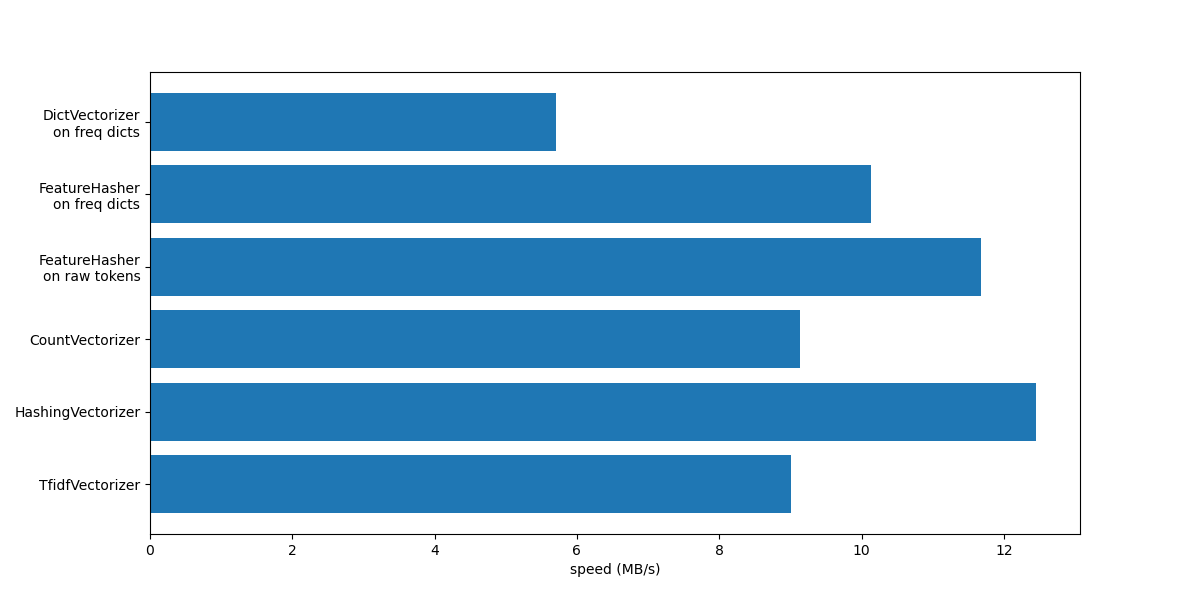 DictVectorizer
on freq dicts
FeatureHasher
on freq dicts
FeatureHasher
on raw tokens
CountVectorizer
HashingVectorizer
TfidfVectorizer
0 2 4 6 8 10 12
speed (MB/s)